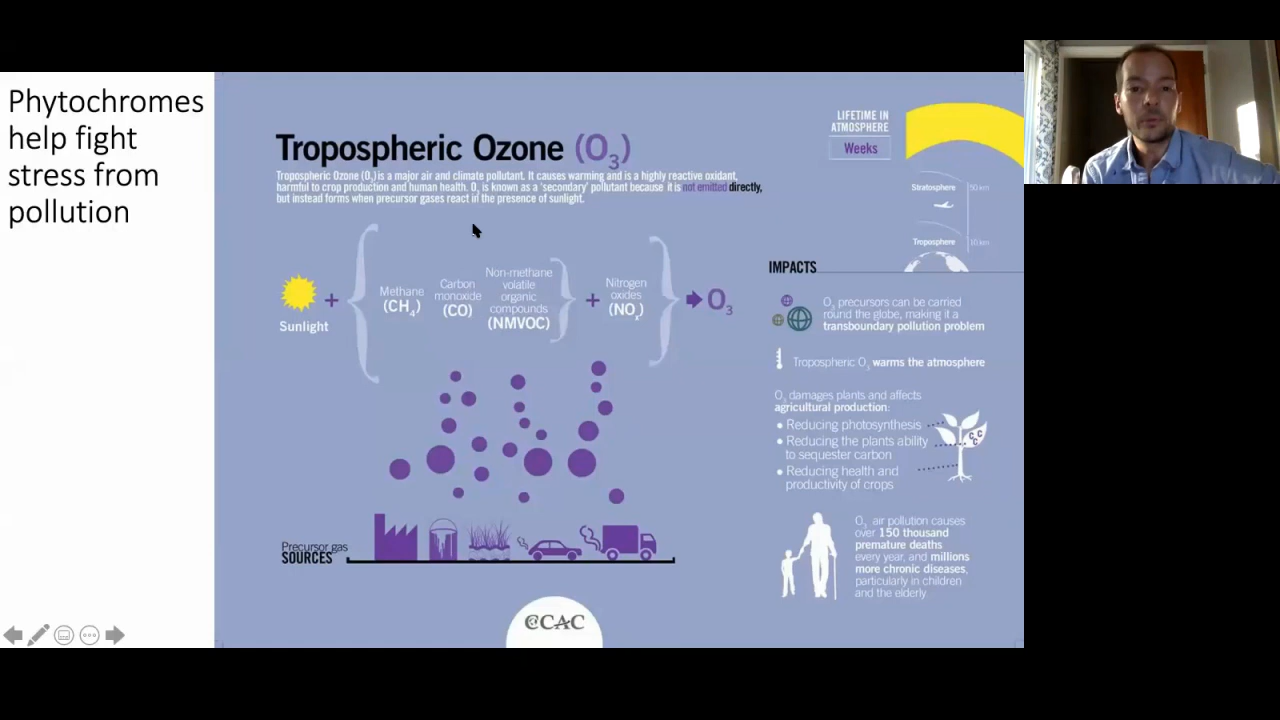 Phytochromes
help fight
stress from
pollution
Tropospheric Ozone (O3)
Tropospheric Ozone (O3) is a major air and climate pollutant. It causes warming and is a highly reactive oxidant,
harmful to crop production and human health. O3 is known as a 'secondary' pollutant because it is not emitted directly,
but instead forms when precursor gases react in the presence of sunlight.
LIFETIME IN
ATMOSPHERE
Weeks
Stratosphere 50 km
Troposphere 10 km
Sunlight
+
Methane
(CH4)
Carbon
monoxide
(CO)
Non-methane
volatile
organic
compounds
(NMVOC)
+
Nitrogen
oxides
(NOx)
O3
IMPACTS
O3 precursors can be carried
round the globe, making it a
transboundary pollution problem
Tropospheric O3 warms the atmosphere
O3 damages plants and affects
agricultural production:
• Reducing photosynthesis
• Reducing the plants ability
to sequester carbon
• Reducing health and
productivity of crops
O3 air pollution causes
over 150 thousand
premature deaths
every year, and millions
more chronic diseases,
particularly in children
and the elderly
Precursor gas
SOURCES
CCAC